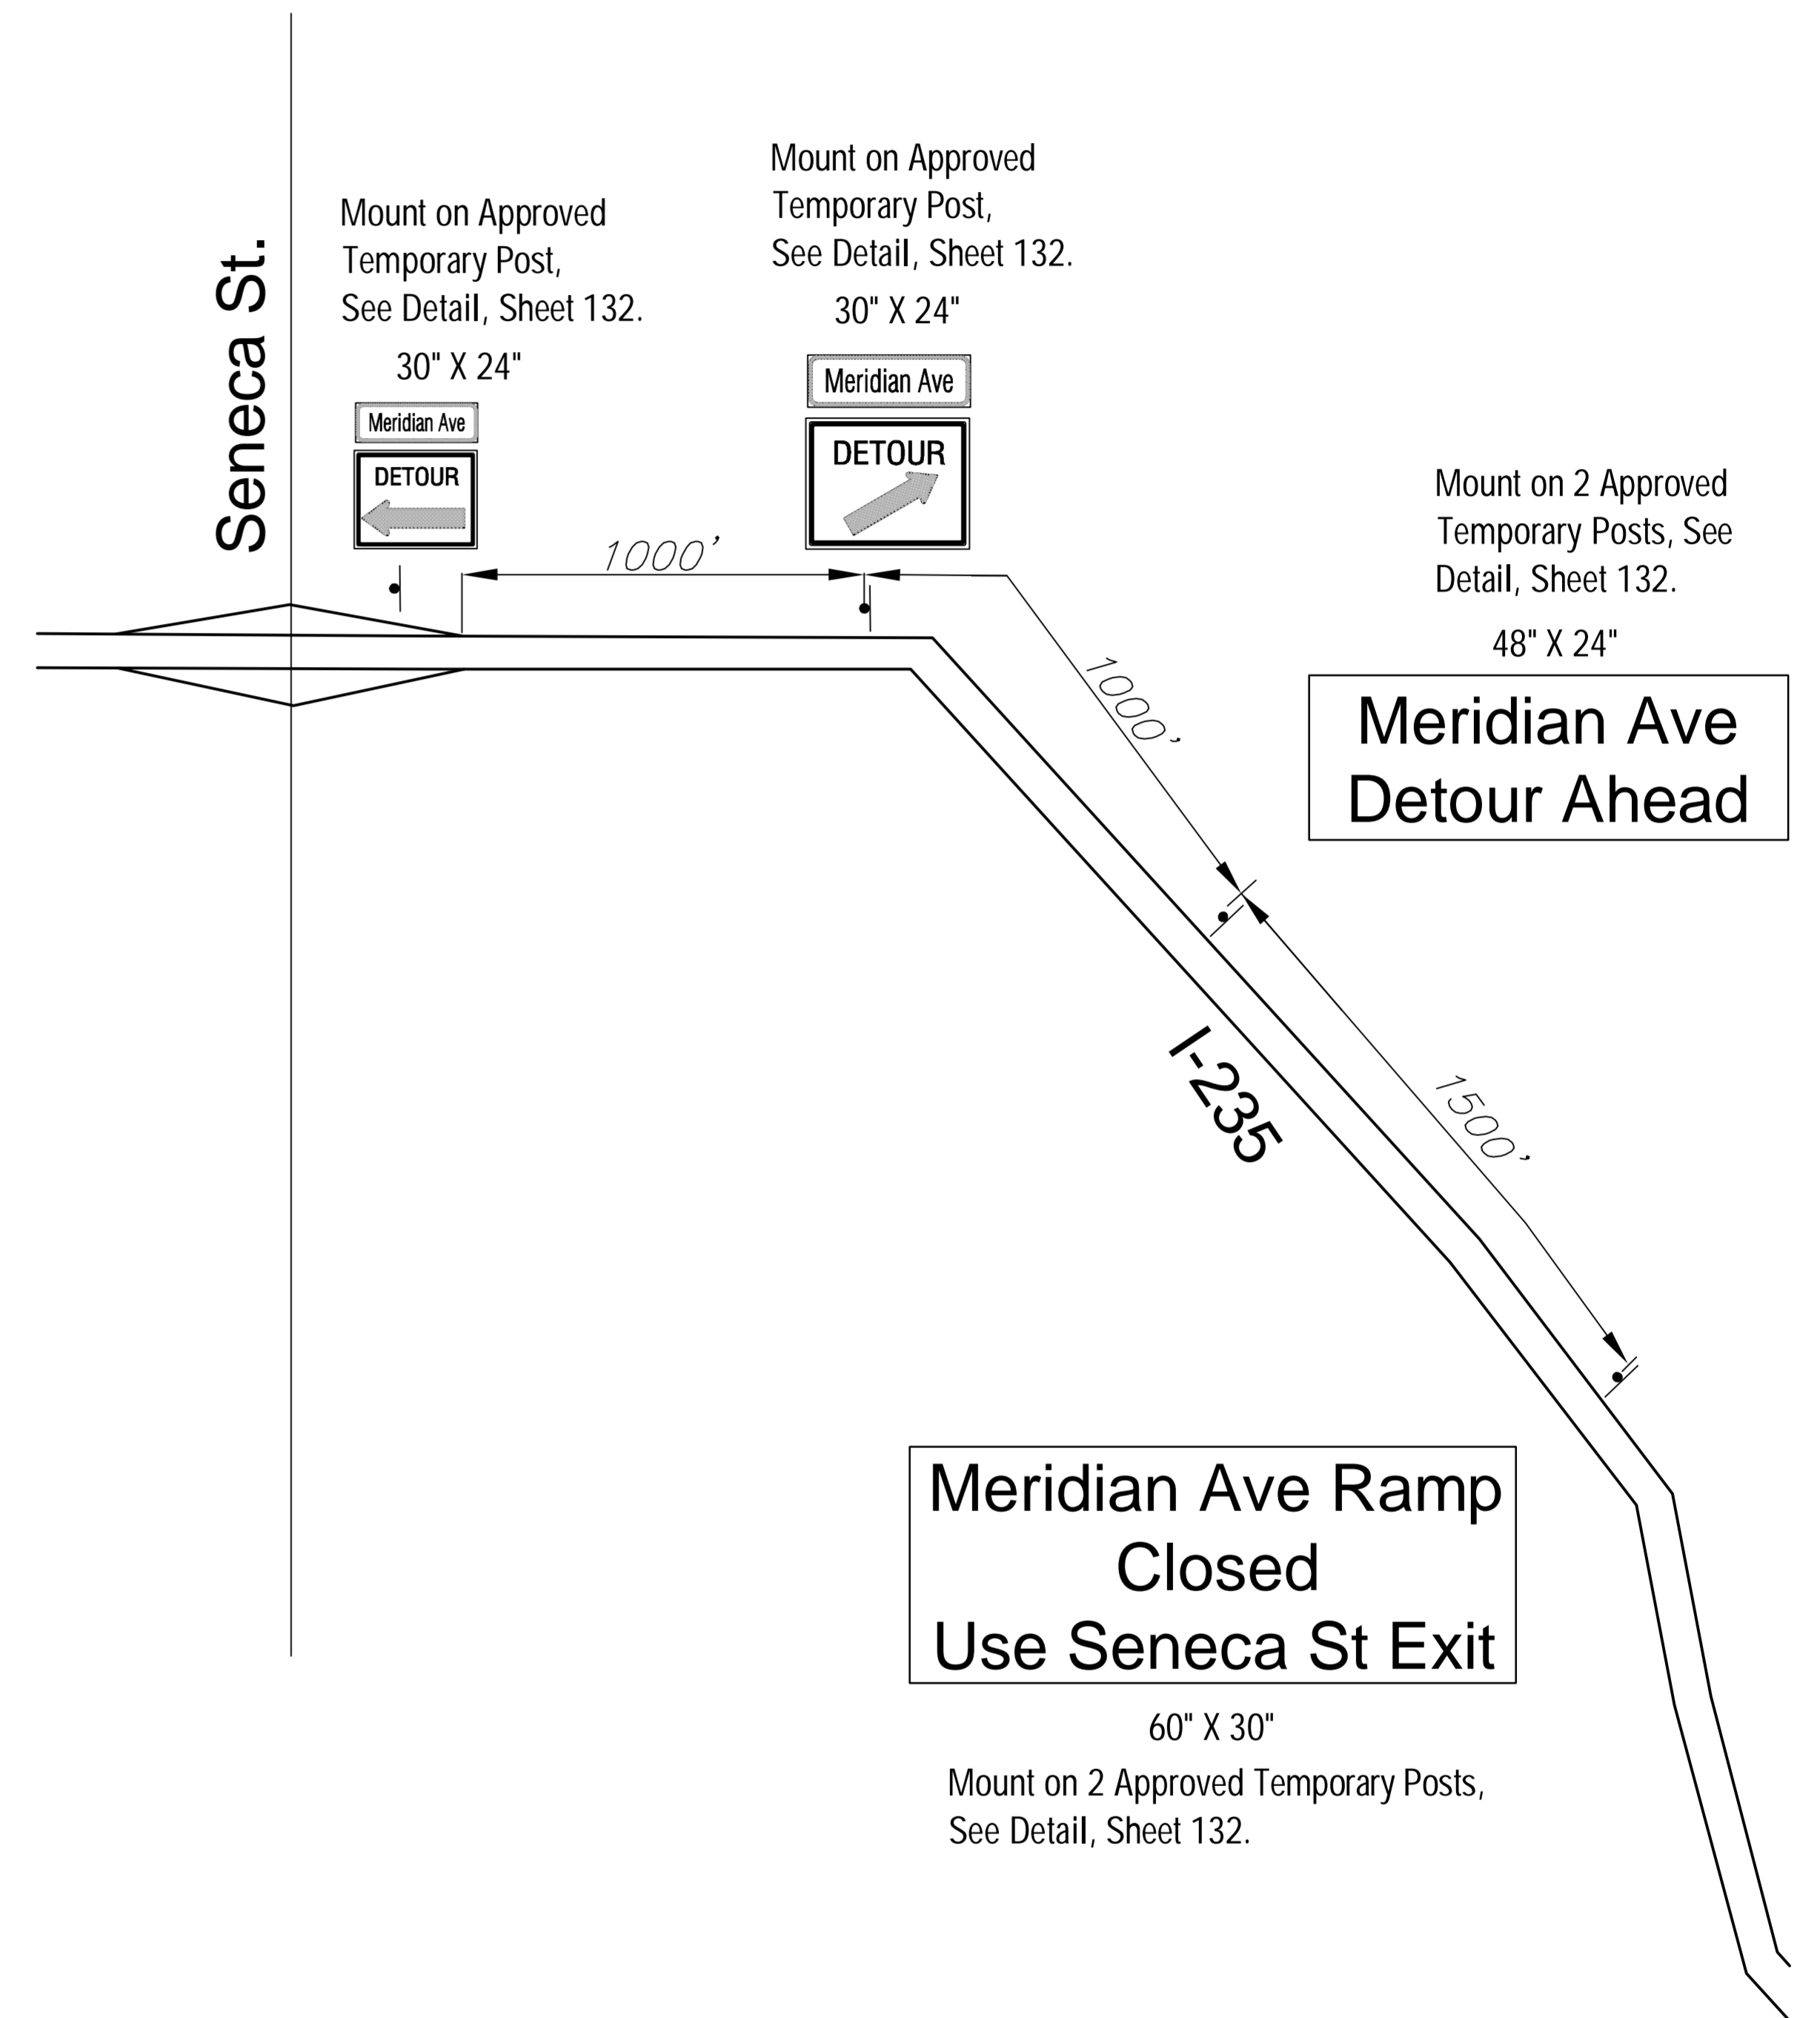 Seneca St.
Mount on Approved
Temporary Post,
See Detail, Sheet 132.
30" X 24"
Meridian Ave
DETOUR
Mount on Approved
Temporary Post,
See Detail, Sheet 132.
30" X 24"
Meridian Ave
DETOUR
1000'
1000'
Mount on 2 Approved
Temporary Posts, See
Detail, Sheet 132.
48" X 24"
Meridian Ave
Detour Ahead
I-235
1500'
Meridian Ave Ramp
Closed
Use Seneca St Exit
60" X 30"
Mount on 2 Approved Temporary Posts,
See Detail, Sheet 132.